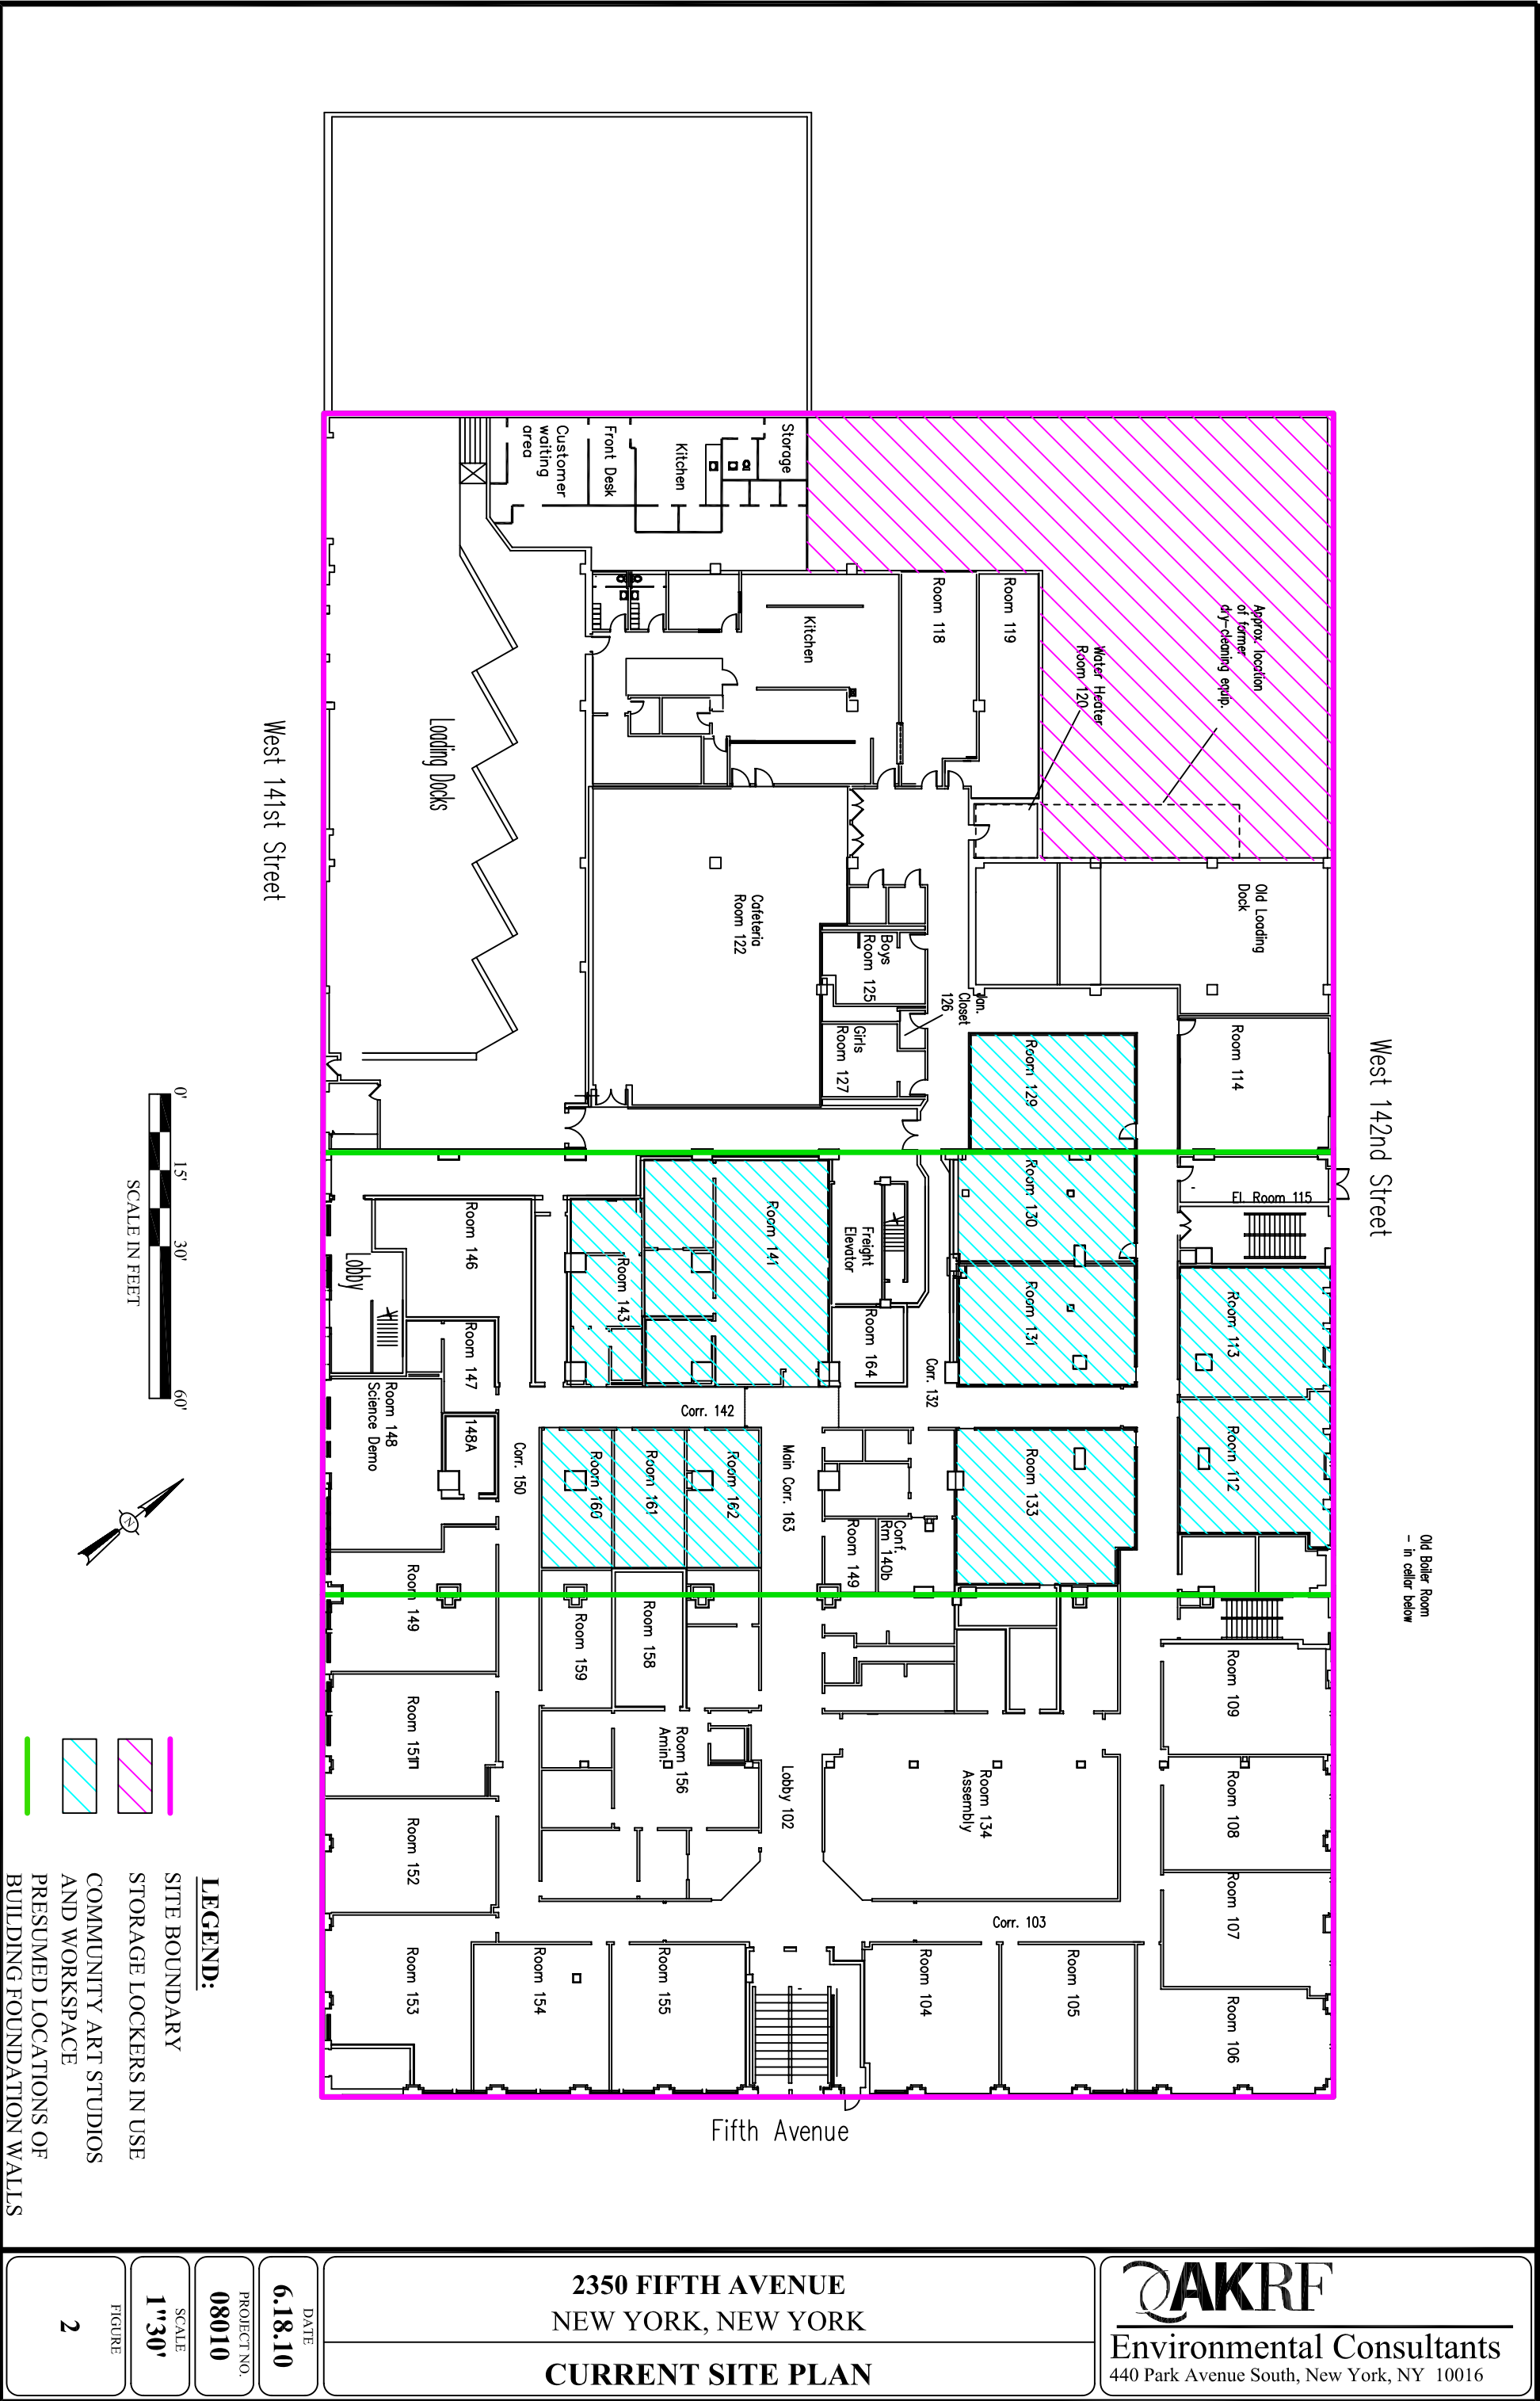 Storage
Kitchen
Front Desk
Customer
waiting
area
Room 119
Room 118
Kitchen
Approx. location
of former
dry-cleaning equip.
Water Heater
Room 120
Loading Docks
West 141st Street
Cafeteria
Room 122
Old Loading
Dock
Boys
Room 125
Jan.
Closet
126
Girls
Room 127
Room 129
Room 114
West 142nd Street
Room 130
El. Room 115
Room 141
Freight
Elevator
Room 146
Lobby
Room 143
Room 131
Room 113
Room 164
Corr. 132
Room 147
Room 148
Science Demo
148A
Corr. 142
Corr. 150
Main Corr. 163
Room 160
Room 161
Room 162
Room 133
Room 112
Conf.
Rm 140b
Room 149
Old Boiler Room
- in cellar below
Room 149
Room 159
Room 158
Room 109
Room 151
Room 156
Amin.
Lobby 102
Room 134
Assembly
Room 108
Room 152
Room 107
Corr. 103
Room 153
Room 154
Room 155
Room 104
Room 105
Room 106
Fifth Avenue
0'
15'
30'
60'
SCALE IN FEET
N
LEGEND:
SITE BOUNDARY
STORAGE LOCKERS IN USE
COMMUNITY ART STUDIOS
AND WORKSPACE
PRESUMED LOCATIONS OF
BUILDING FOUNDATION WALLS
2350 FIFTH AVENUE
NEW YORK, NEW YORK
CURRENT SITE PLAN
DATE
6.18.10
PROJECT NO.
08010
SCALE
1"30'
FIGURE
2
AKRF
Environmental Consultants
440 Park Avenue South, New York, NY 10016